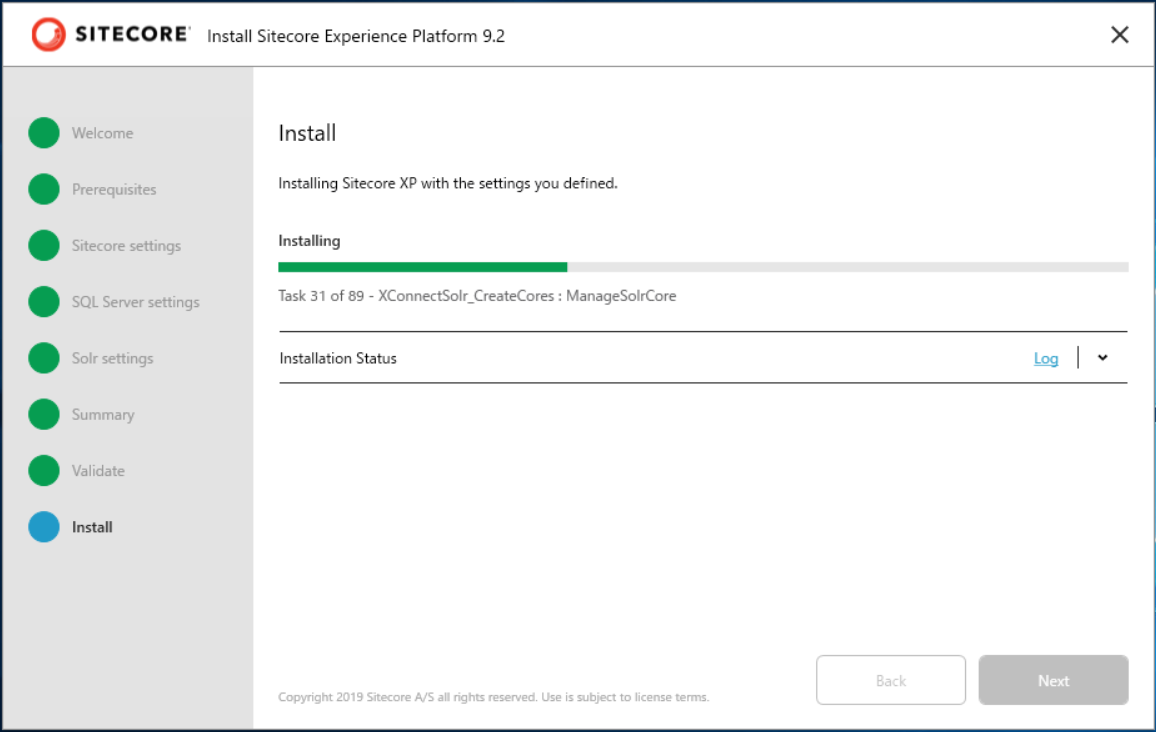 SITECORE Install Sitecore Experience Platform 9.2
Welcome
Prerequisites
Sitecore settings
SQL Server settings
Solr settings
Summary
Validate
Install
Install
Installing Sitecore XP with the settings you defined.
Installing
Task 31 of 89 - XConnectSolr_CreateCores : ManageSolrCore
Installation Status
Log
Back
Next
Copyright 2019 Sitecore A/S all rights reserved. Use is subject to license terms.